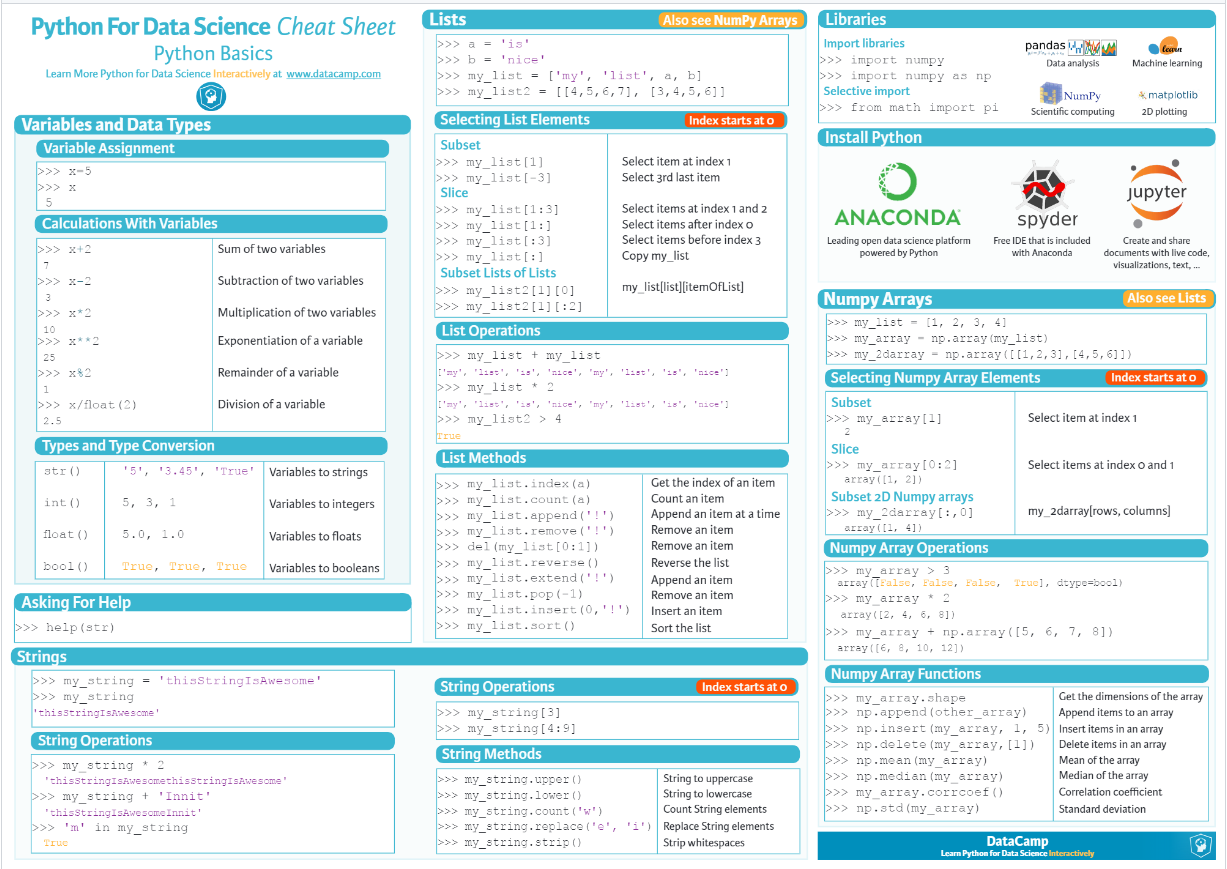 Python For Data Science Cheat Sheet
Python Basics
Learn More Python for Data Science Interactively at www.datacamp.com
Variables and Data Types
Variable Assignment
>>> x=5
>>> x
5
Calculations With Variables
>>> x+2 Sum of two variables
7
>>> x-2 Subtraction of two variables
3
>>> x*2 Multiplication of two variables
10
>>> x**2 Exponentiation of a variable
25
>>> x%2 Remainder of a variable
1
>>> x/float(2) Division of a variable
2.5
Types and Type Conversion
str() '5', '3.45', 'True' Variables to strings
int() 5, 3, 1 Variables to integers
float() 5.0, 1.0 Variables to floats
bool() True, True, True Variables to booleans
Asking For Help
>>> help(str)
Lists Also see NumPy Arrays
>>> a = 'is'
>>> b = 'nice'
>>> my_list = ['my', 'list', a, b]
>>> my_list2 = [[4,5,6,7], [3,4,5,6]]
Selecting List Elements Index starts at 0
Subset
>>> my_list[1] Select item at index 1
>>> my_list[-3] Select 3rd last item
Slice
>>> my_list[1:3] Select items at index 1 and 2
>>> my_list[1:] Select items after index 0
>>> my_list[:3] Select items before index 3
>>> my_list[:] Copy my_list
Subset Lists of Lists
>>> my_list2[1][0] my_list[list][itemOfList]
>>> my_list2[1][:2]
List Operations
>>> my_list + my_list
['my', 'list', 'is', 'nice', 'my', 'list', 'is', 'nice']
>>> my_list * 2
['my', 'list', 'is', 'nice', 'my', 'list', 'is', 'nice']
>>> my_list2 > 4
True
List Methods
>>> my_list.index(a) Get the index of an item
>>> my_list.count(a) Count an item
>>> my_list.append('!') Append an item at a time
>>> my_list.remove('!') Remove an item
>>> del(my_list[0:1]) Remove an item
>>> my_list.reverse() Reverse the list
>>> my_list.extend('!') Append an item
>>> my_list.pop(-1) Remove an item
>>> my_list.insert(0,'!') Insert an item
>>> my_list.sort() Sort the list
Strings
>>> my_string = 'thisStringIsAwesome'
>>> my_string
'thisStringIsAwesome'
String Operations
>>> my_string * 2
'thisStringIsAwesomethisStringIsAwesome'
>>> my_string + 'Innit'
'thisStringIsAwesomeInnit'
>>> 'm' in my_string
True
String Operations Index starts at 0
>>> my_string[3]
>>> my_string[4:9]
String Methods
>>> my_string.upper() String to uppercase
>>> my_string.lower() String to lowercase
>>> my_string.count('w') Count String elements
>>> my_string.replace('e', 'i') Replace String elements
>>> my_string.strip() Strip whitespaces
Libraries
Import libraries
>>> import numpy
>>> import numpy as np
Selective import
>>> from math import pi
pandas
Data analysis
learn
Machine learning
NumPy
Scientific computing
matplotlib
2D plotting
Install Python
ANACONDA
Leading open data science platform
powered by Python
spyder
Free IDE that is included
with Anaconda
jupyter
Create and share
documents with live code,
visualizations, text, ...
Numpy Arrays Also see Lists
>>> my_list = [1, 2, 3, 4]
>>> my_array = np.array(my_list)
>>> my_2darray = np.array([[1,2,3],[4,5,6]])
Selecting Numpy Array Elements Index starts at 0
Subset
>>> my_array[1] Select item at index 1
2
Slice
>>> my_array[0:2] Select items at index 0 and 1
array([1, 2])
Subset 2D Numpy arrays
>>> my_2darray[:,0] my_2darray[rows, columns]
array([1, 4])
Numpy Array Operations
>>> my_array > 3
array([False, False, False, True], dtype=bool)
>>> my_array * 2
array([2, 4, 6, 8])
>>> my_array + np.array([5, 6, 7, 8])
array([6, 8, 10, 12])
Numpy Array Functions
>>> my_array.shape Get the dimensions of the array
>>> np.append(other_array) Append items to an array
>>> np.insert(my_array, 1, 5) Insert items in an array
>>> np.delete(my_array,[1]) Delete items in an array
>>> np.mean(my_array) Mean of the array
>>> np.median(my_array) Median of the array
>>> my_array.corrcoef() Correlation coefficient
>>> np.std(my_array) Standard deviation
DataCamp
Learn Python for Data Science Interactively